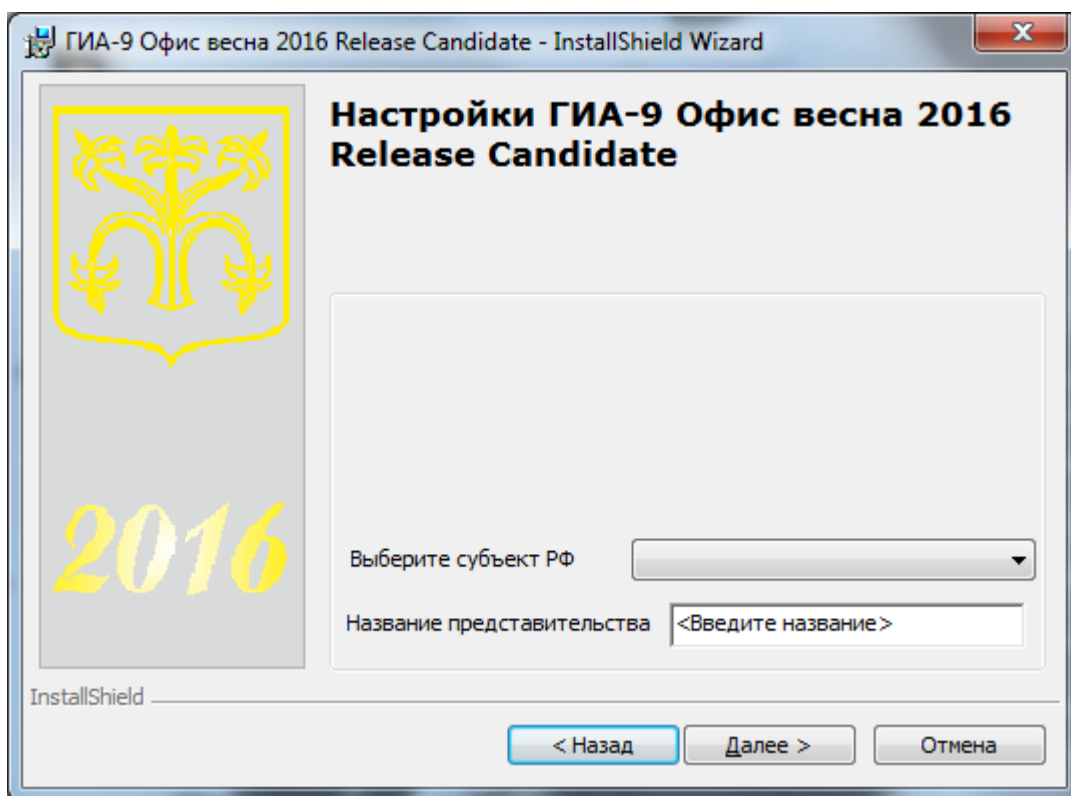 ГИА-9 Офис весна 2016 Release Candidate - InstallShield Wizard
Настройки ГИА-9 Офис весна 2016
Release Candidate
2016
Выберите субъект РФ
Название представительства <Введите название>
InstallShield
< Назад Далее > Отмена